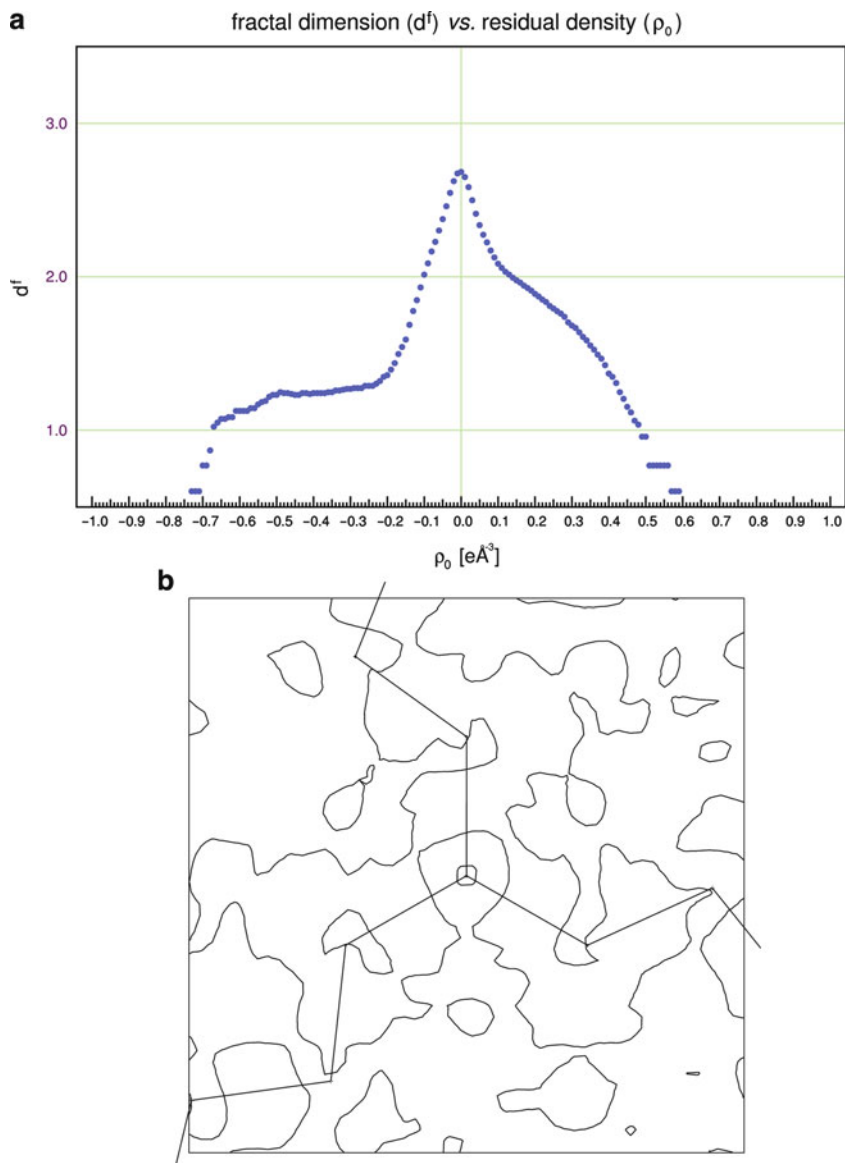 a
fractal dimension (dᶠ) vs. residual density (ρ₀)
3.0
2.0
1.0
dᶠ
−1.0 −0.9 −0.8 −0.7 −0.6 −0.5 −0.4 −0.3 −0.2 −0.1 0.0 0.1 0.2 0.3 0.4 0.5 0.6 0.7 0.8 0.9 1.0
ρ₀ [eÅ⁻³]
b